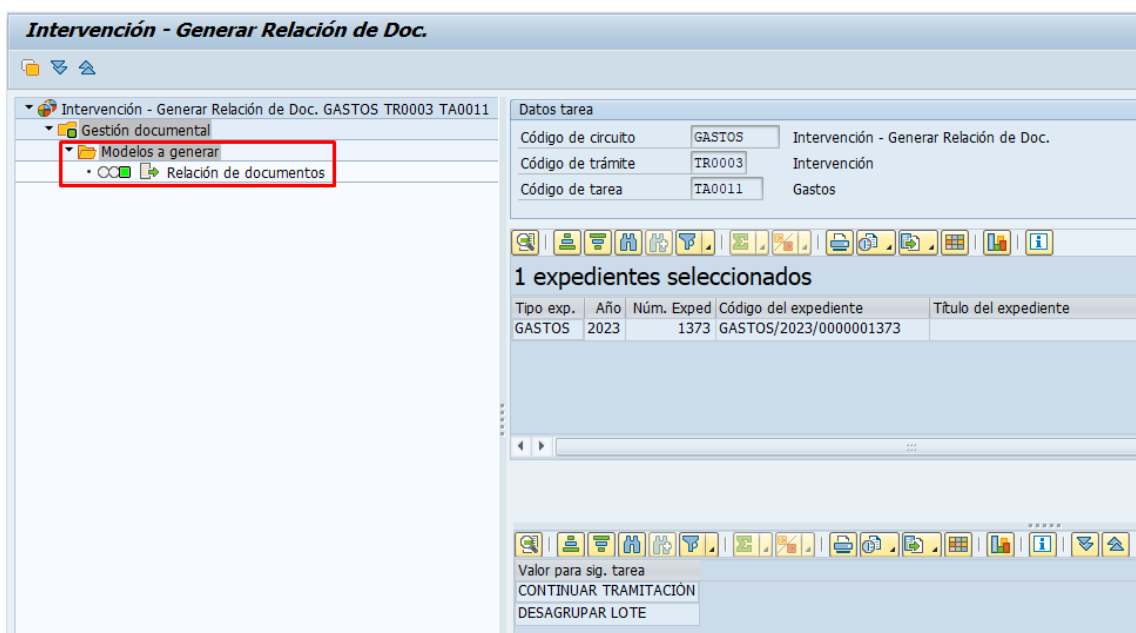 Intervención - Generar Relación de Doc.
Intervención - Generar Relación de Doc. GASTOS TR0003 TA0011
Gestión documental
Modelos a generar
Relación de documentos
Datos tarea
Código de circuito GASTOS Intervención - Generar Relación de Doc.
Código de trámite TR0003 Intervención
Código de tarea TA0011 Gastos
1 expedientes seleccionados
Tipo exp. Año Núm. Exped Código del expediente Título del expediente
GASTOS 2023 1373 GASTOS/2023/0000001373
Valor para sig. tarea
CONTINUAR TRAMITACIÓN
DESAGRUPAR LOTE